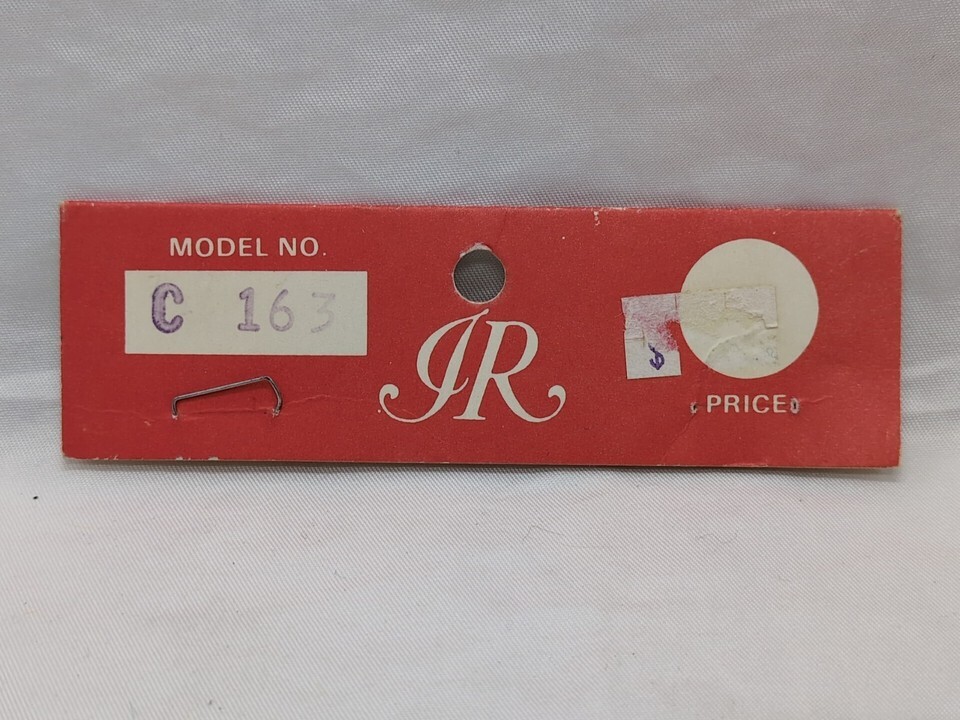 MODEL NO.
C 163
JR
$
PRICE